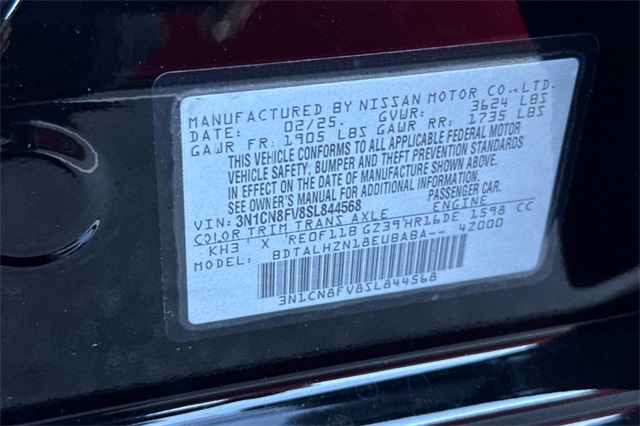 MANUFACTURED BY NISSAN MOTOR CO.,LTD.
DATE: 02/25. GVWR: 3624 LBS
GAWR FR: 1905 LBS GAWR RR: 1735 LBS
THIS VEHICLE CONFORMS TO ALL APPLICABLE FEDERAL MOTOR
VEHICLE SAFETY, BUMPER AND THEFT PREVENTION STANDARDS
IN EFFECT ON THE DATE OF MANUFACTURE SHOWN ABOVE.
SEE OWNER'S MANUAL FOR ADDITIONAL INFORMATION.
VIN: 3N1CN8FV8SL844568 PASSENGER CAR.
COLOR TRIM TRANS AXLE ENGINE
KH3 X RE0F11B GZ39 HR16DE 1598 CC
MODEL: BDTALHZN18EUBABA-- 42000
3N1CN8FV8SL844568